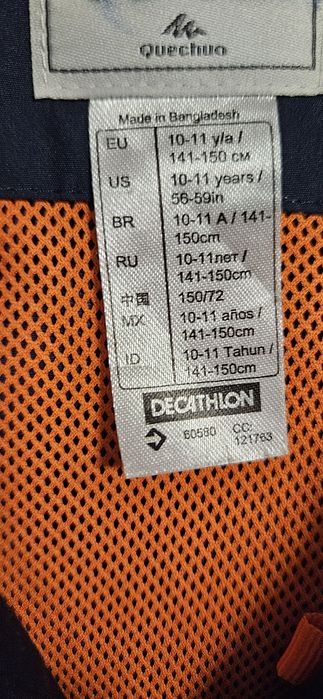 Quechua
Made in Bangladesh
EU 10-11 y/a /
141-150 см
US 10-11 years /
56-59in
BR 10-11 A / 141-
150cm
RU 10-11лет /
141-150cm
中国 150/72
MX 10-11 años /
141-150cm
ID 10-11 Tahun /
141-150cm
DECATHLON
80580 CC:
121763